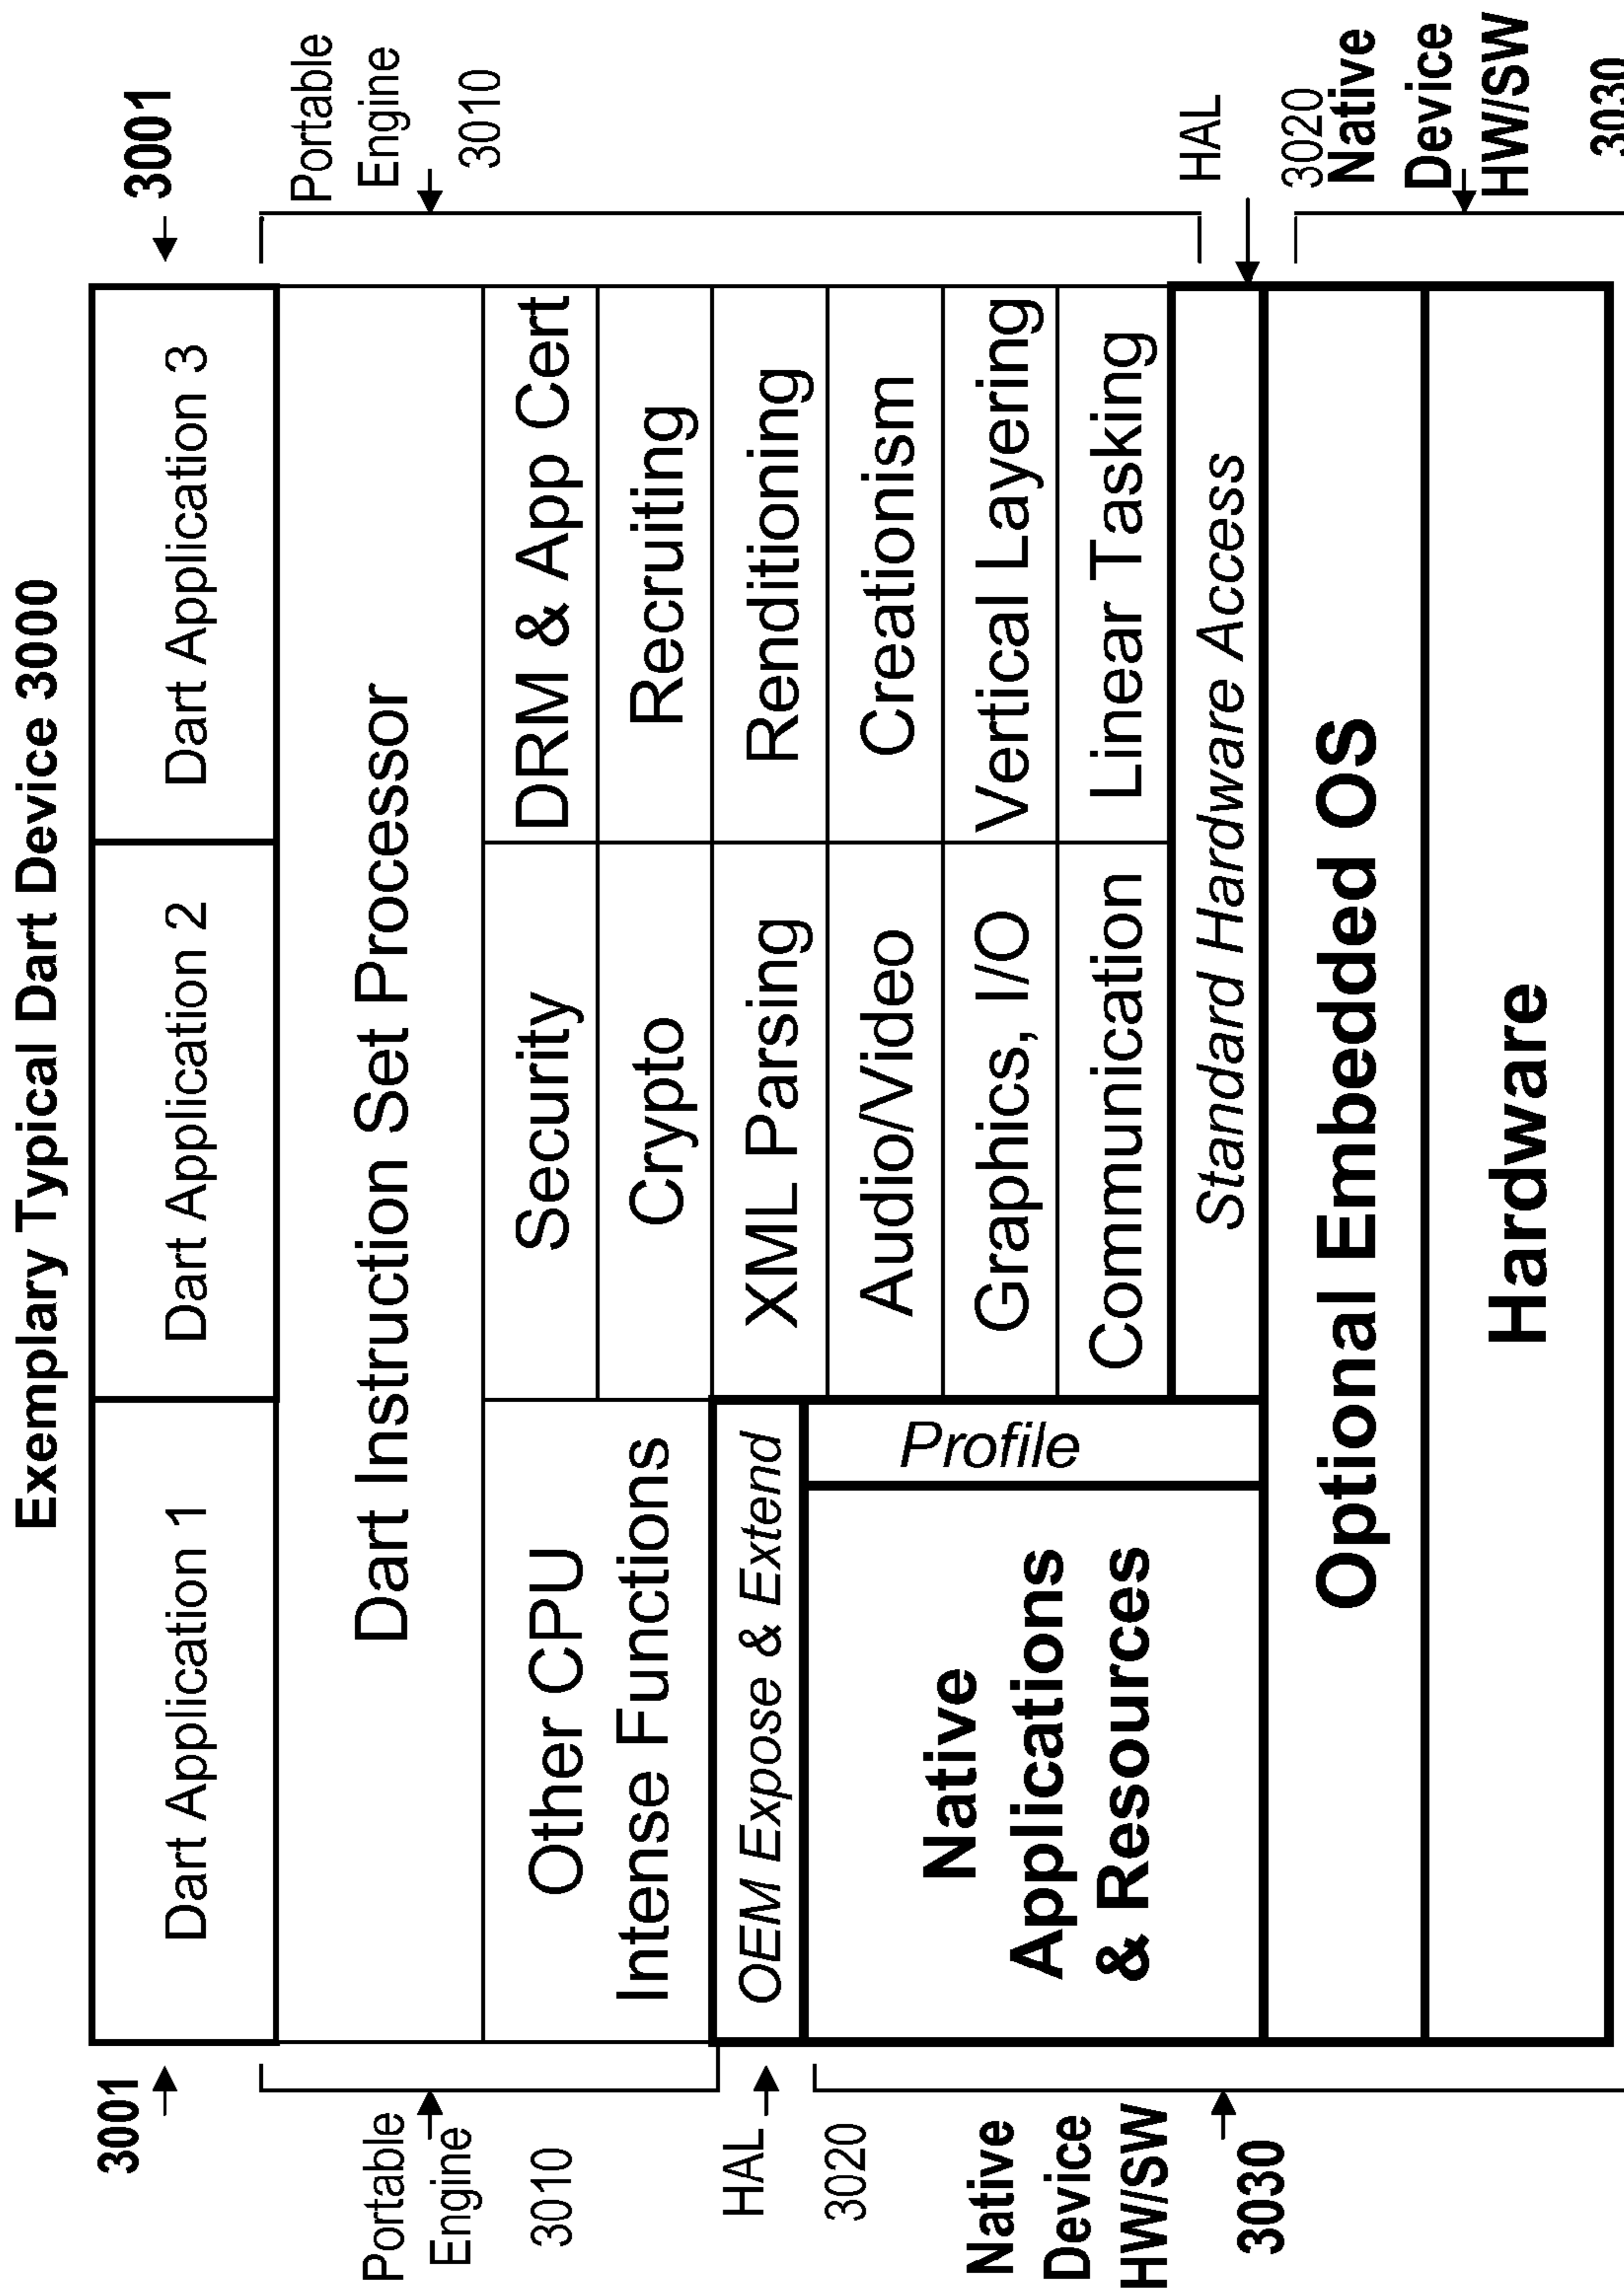 Exemplary Typical Dart Device 3000
3001
Dart Application 1
Dart Application 2
Dart Application 3
3001
Portable
Engine
3010
Dart Instruction Set Processor
Portable
Engine
3010
Other CPU
Intense Functions
Security
DRM & App Cert
Crypto
Recruiting
XML Parsing
Renditioning
Audio/Video
Creationism
Graphics, I/O
Vertical Layering
Communication
Linear Tasking
HAL
3020
OEM Expose & Extend
Profile
Native
Applications
& Resources
Standard Hardware Access
HAL
3020
Native
Device
HW/SW
3030
Optional Embedded OS
Hardware
Native
Device
HW/SW
3030